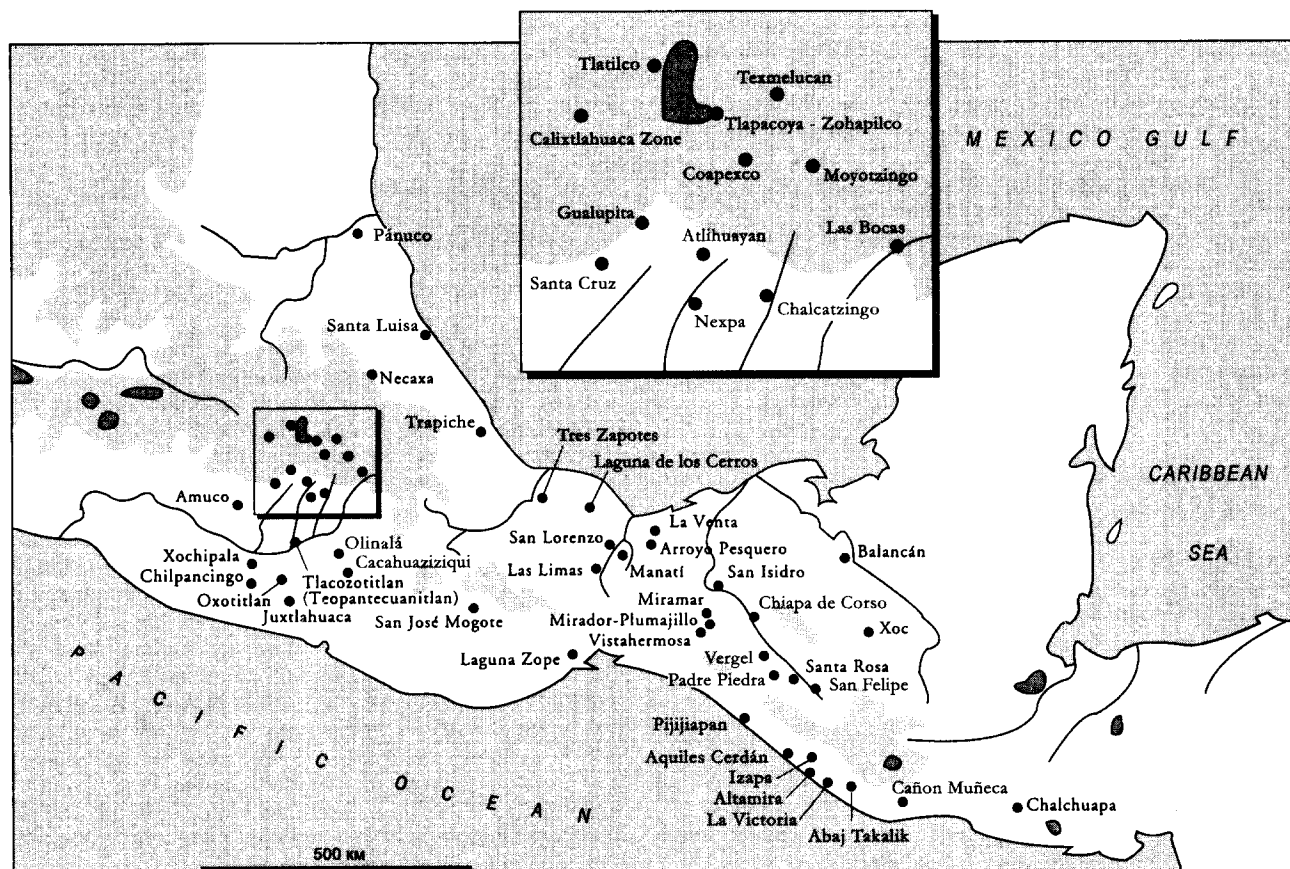 Tlatilco
Texmelucan
Calixtlahuaca Zone
Tlapacoya - Zohapilco
MEXICO GULF
Coapexco
Moyotzingo
Gualupita
Atlihuayan
Las Bocas
Santa Cruz
Nexpa
Chalcatzingo
Pánuco
Santa Luisa
Necaxa
Trapiche
Tres Zapotes
Laguna de los Cerros
CARIBBEAN
SEA
Amuco
La Venta
San Lorenzo
Arroyo Pesquero
Balancán
Olinalá
Xochipala
Cacahuaziziqui
Las Limas
Manatí
San Isidro
Chilpancingo
Tlacozotitlan
(Teopantecuanitlan)
Oxotitlan
Juxtlahuaca
San José Mogote
Miramar
Chiapa de Corso
Mirador-Plumajillo
Xoc
Vistahermosa
Laguna Zope
Vergel
Santa Rosa
Padre Piedra
San Felipe
PACIFIC OCEAN
Pijijiapan
Aquiles Cerdán
Izapa
Altamira
La Victoria
Cañon Muñeca
Chalchuapa
Abaj Takalik
500 KM